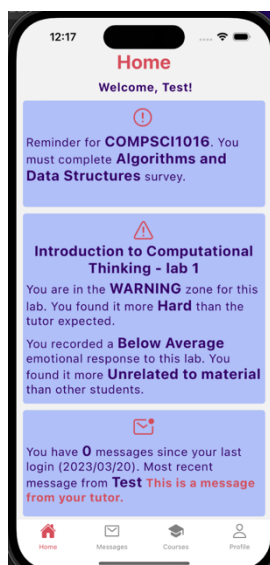 12:17
Home
Welcome, Test!
Reminder for COMPSCI1016. You
must complete Algorithms and
Data Structures survey.
Introduction to Computational
Thinking - lab 1
You are in the WARNING zone for this
lab. You found it more Hard than the
tutor expected.
You recorded a Below Average
emotional response to this lab. You
found it more Unrelated to material
than other students.
You have 0 messages since your last
login (2023/03/20). Most recent
message from Test This is a message
from your tutor.
Home Messages Courses Profile